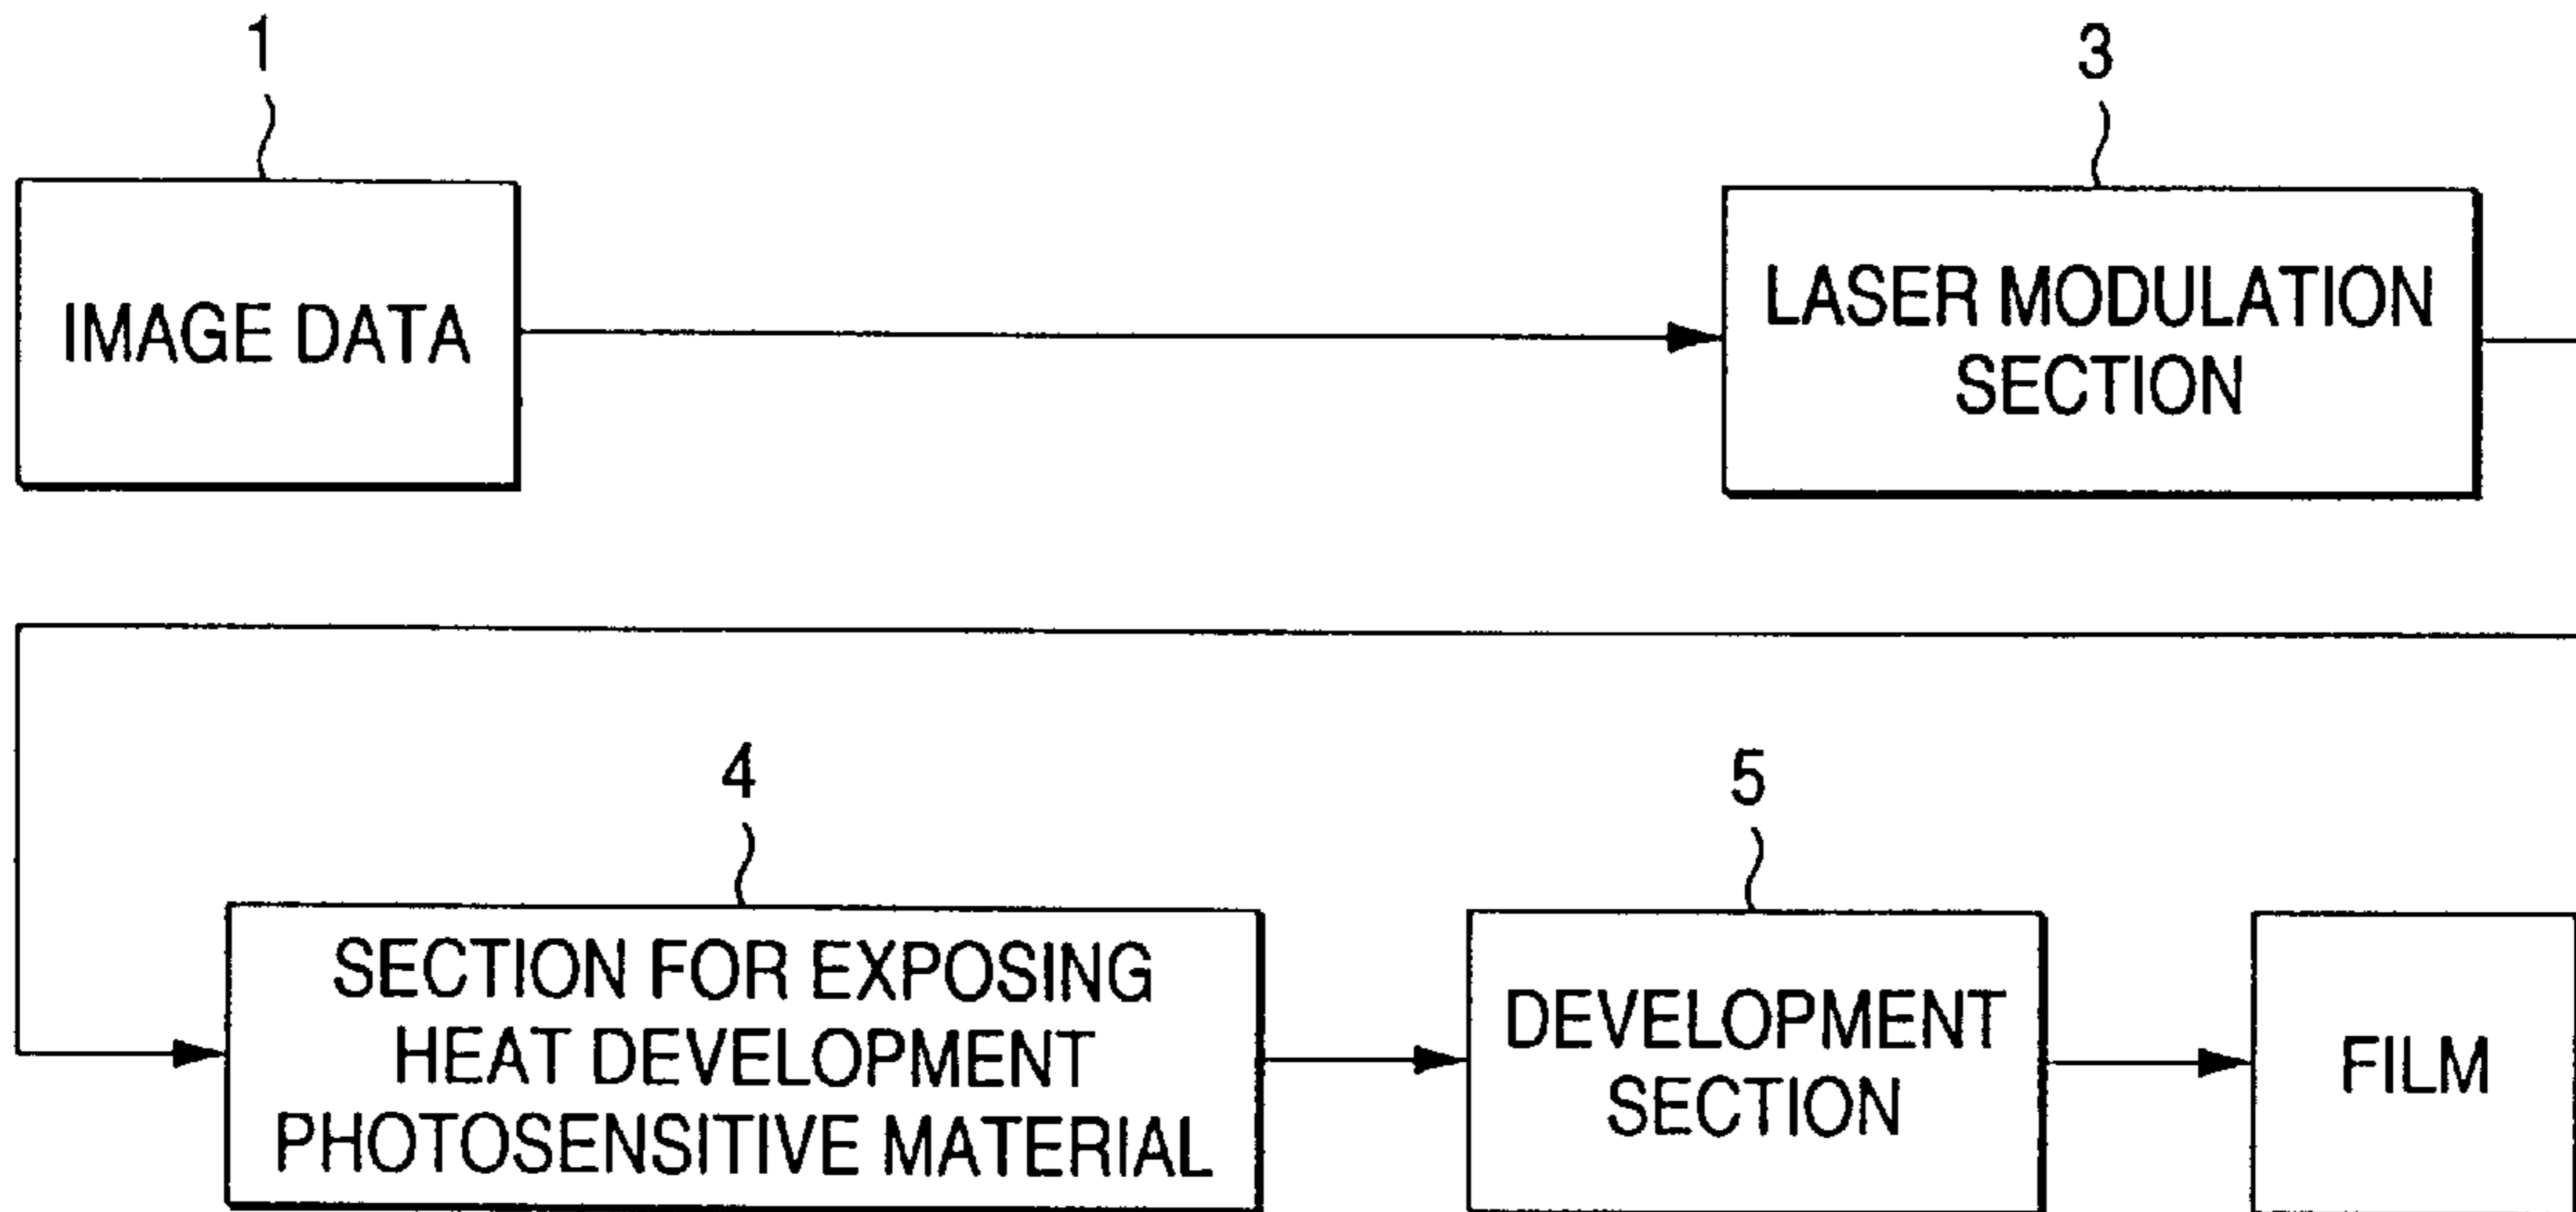 1
3
IMAGE DATA
LASER MODULATION
SECTION
4
5
SECTION FOR EXPOSING
HEAT DEVELOPMENT
PHOTOSENSITIVE MATERIAL
DEVELOPMENT
SECTION
FILM